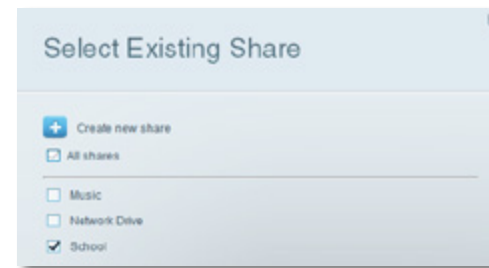 Select Existing Share
Create new share
All shares
Music
Network Drive
School